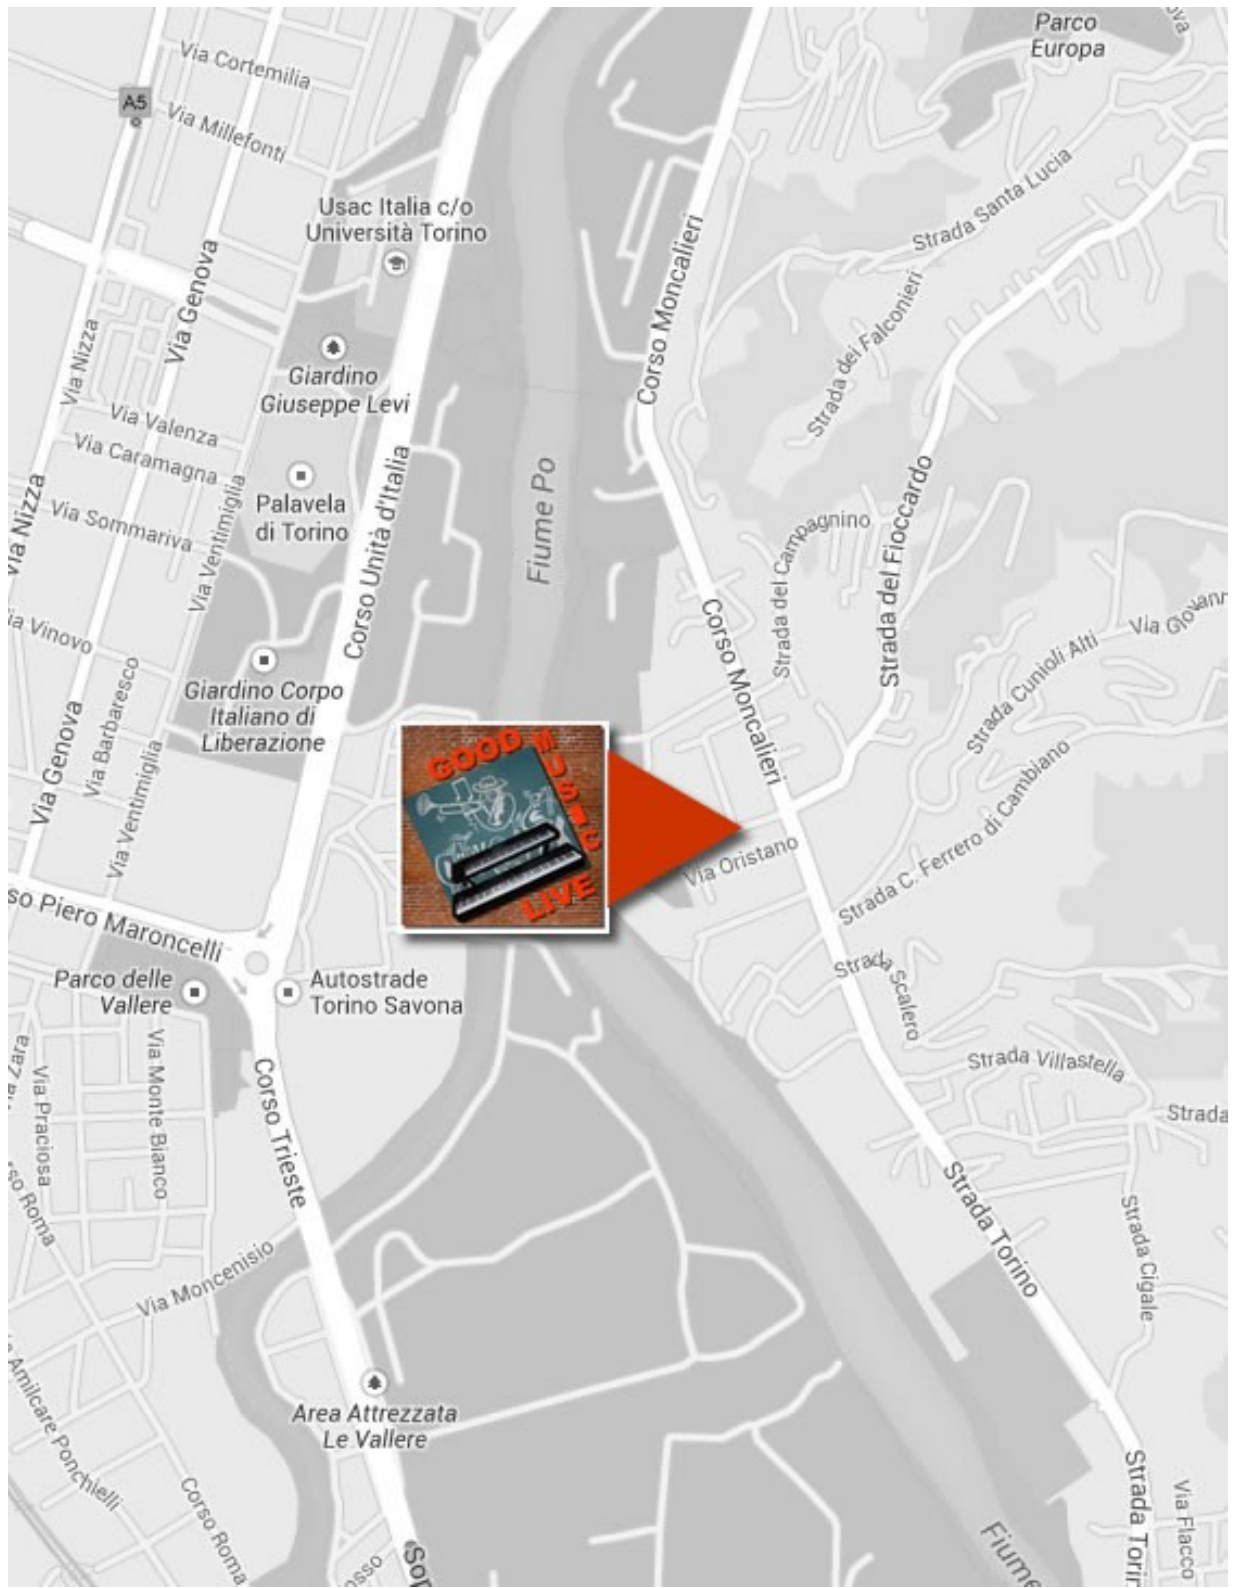 Parco
Europa
Via Cortemilia
A5
Via Millefonti
Strada Santa Lucia
Usac Italia c/o
Università Torino
Corso Moncalieri
Via Genova
Strada dei Falconieri
Via Nizza
Giardino
Giuseppe Levi
Via Valenza
Via Caramagna
Corso Unità d'Italia
Palavela
di Torino
Fiume Po
Via Nizza
Via Sommariva
Via Ventimiglia
Strada del Campagnino
Strada del Fioccardo
Corso Moncalieri
Via Vinovo
Strada Cunioli Alti
Giardino Corpo
Italiano di
Liberazione
Via Barbaresco
Via Genova
Via Ventimiglia
GOOD
MUSIC
LIVE
Strada C. Ferrero di Cambiano
Via Oristano
so Piero Maroncelli
Parco delle
Vallere
Autostrade
Torino Savona
Strada Scalero
Strada Villastella
Strada
Corso Trieste
Via Monte Bianco
Via Praciosa
Zara
so Roma
Via Moncenisio
Strada Torino
Strada Cigale
Area Attrezzata
Le Vallere
Amilcare Ponchielli
Corso Roma
Strada Torin
Via Flacco
Fiume